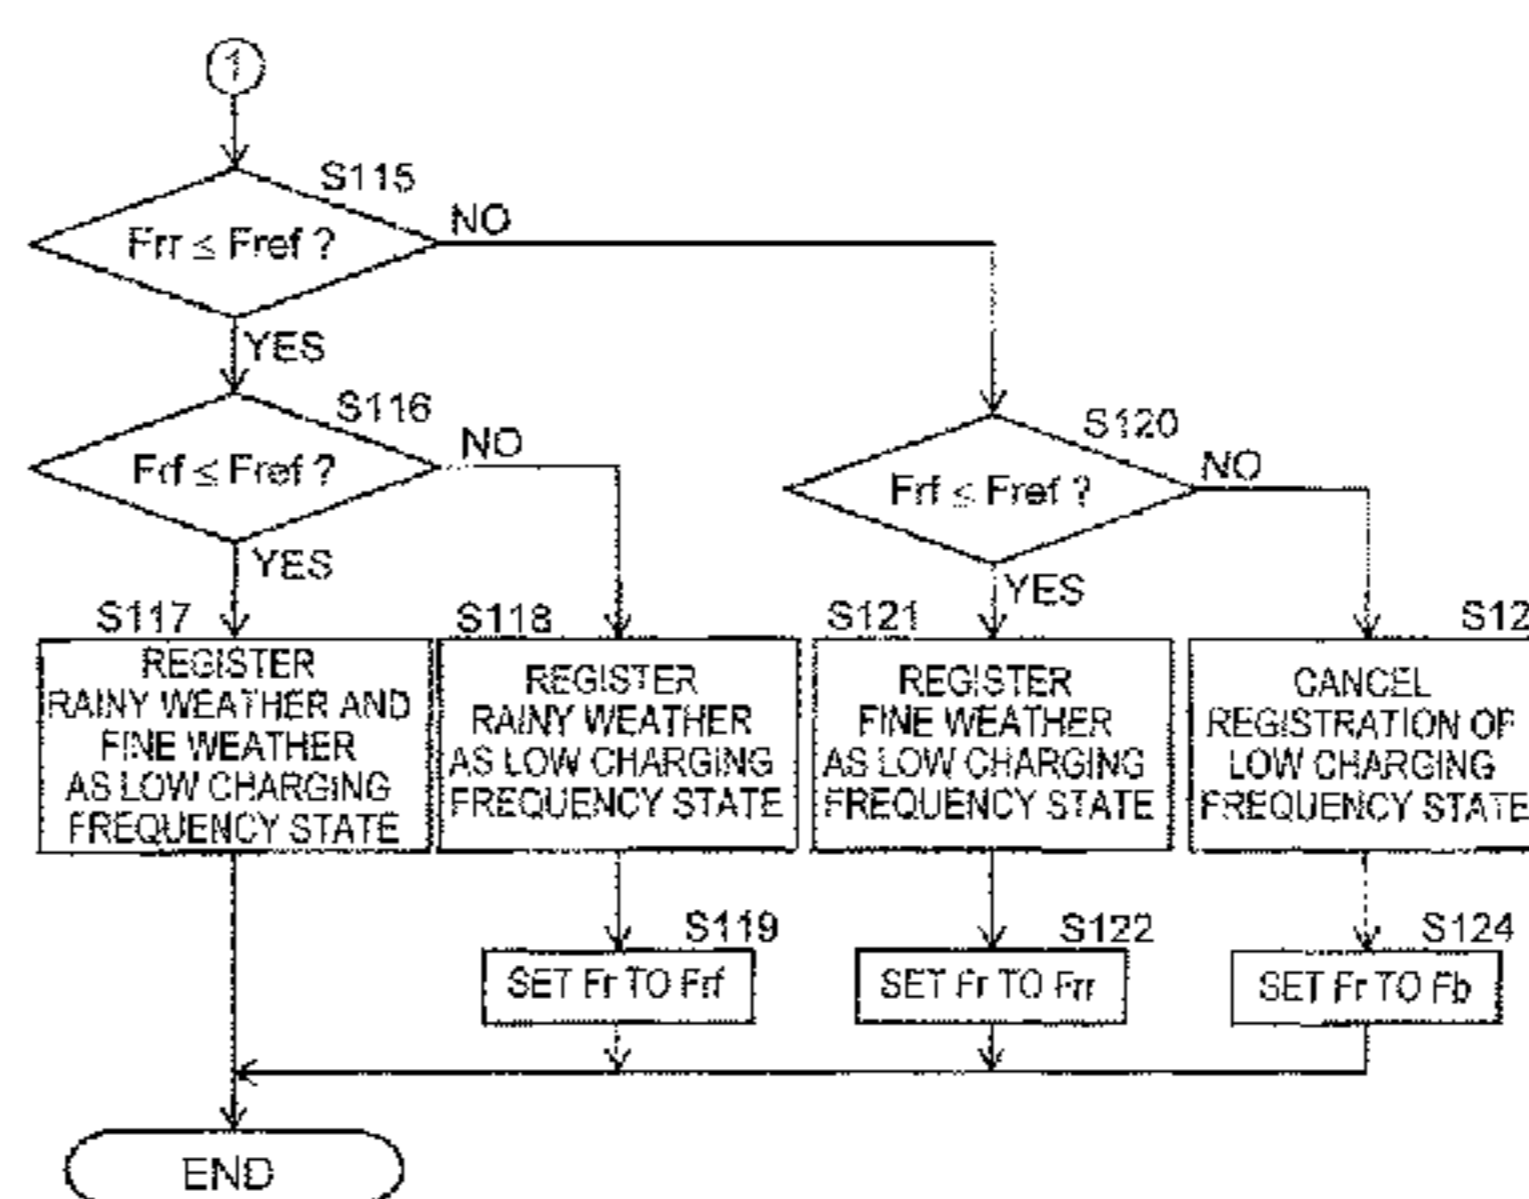 1
S115
Frr ≤ Fref ?
NO
YES
S116
Frf ≤ Fref ?
NO
YES
S120
Frf ≤ Fref ?
NO
YES
S117
REGISTER
RAINY WEATHER AND
FINE WEATHER
AS LOW CHARGING
FREQUENCY STATE
S118
REGISTER
RAINY WEATHER
AS LOW CHARGING
FREQUENCY STATE
S121
REGISTER
FINE WEATHER
AS LOW CHARGING
FREQUENCY STATE
S12
CANCEL
REGISTRATION OF
LOW CHARGING
FREQUENCY STATE
S119
SET Fr TO Frf
S122
SET Fr TO Frr
S124
SET Fr TO Fb
END